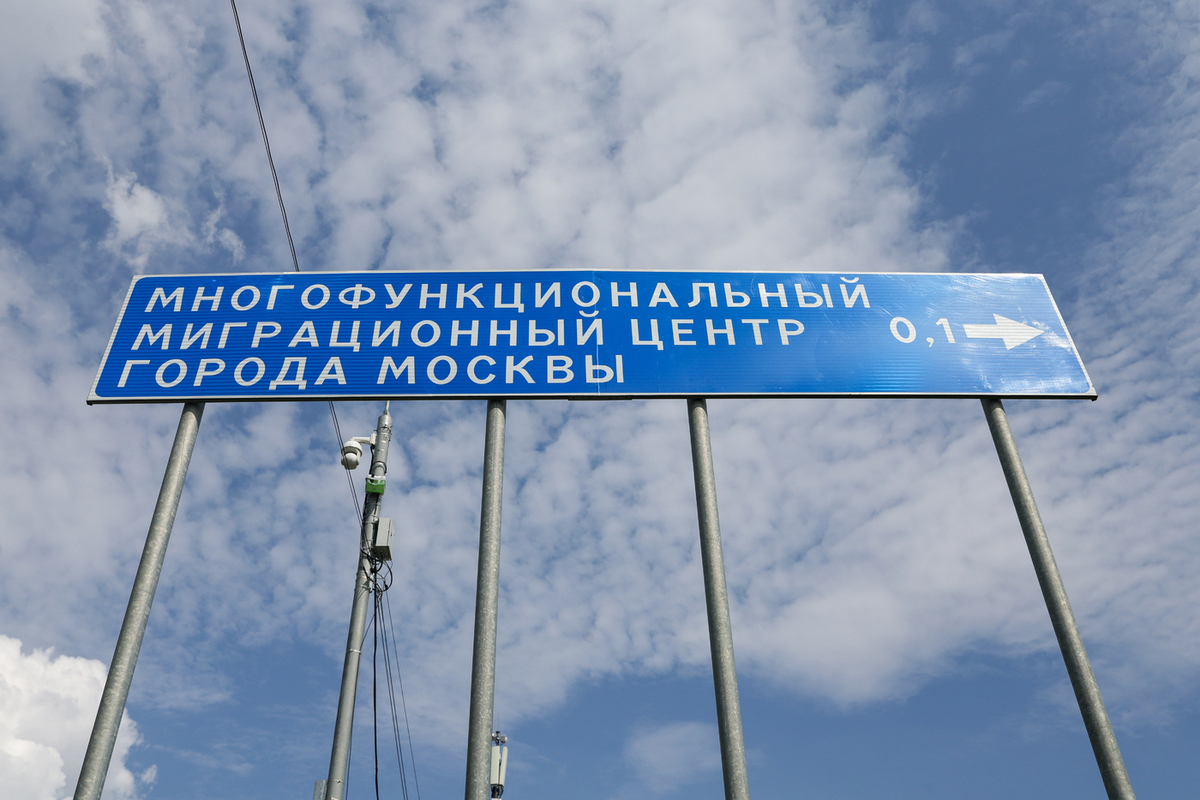 МНОГОФУНКЦИОНАЛЬНЫЙ
МИГРАЦИОННЫЙ ЦЕНТР
ГОРОДА МОСКВЫ
0,1